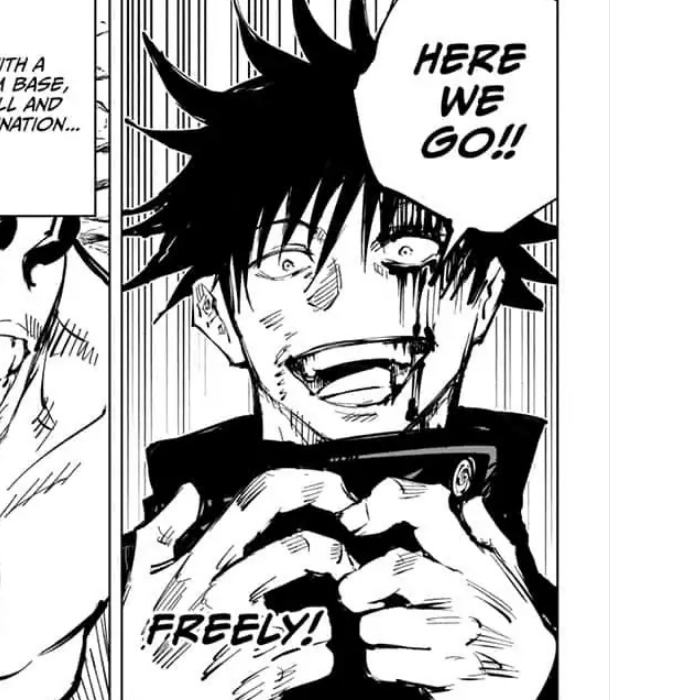 HERE
WE
GO!!
FREELY!
ITH A
M BASE,
LL AND
NATION...